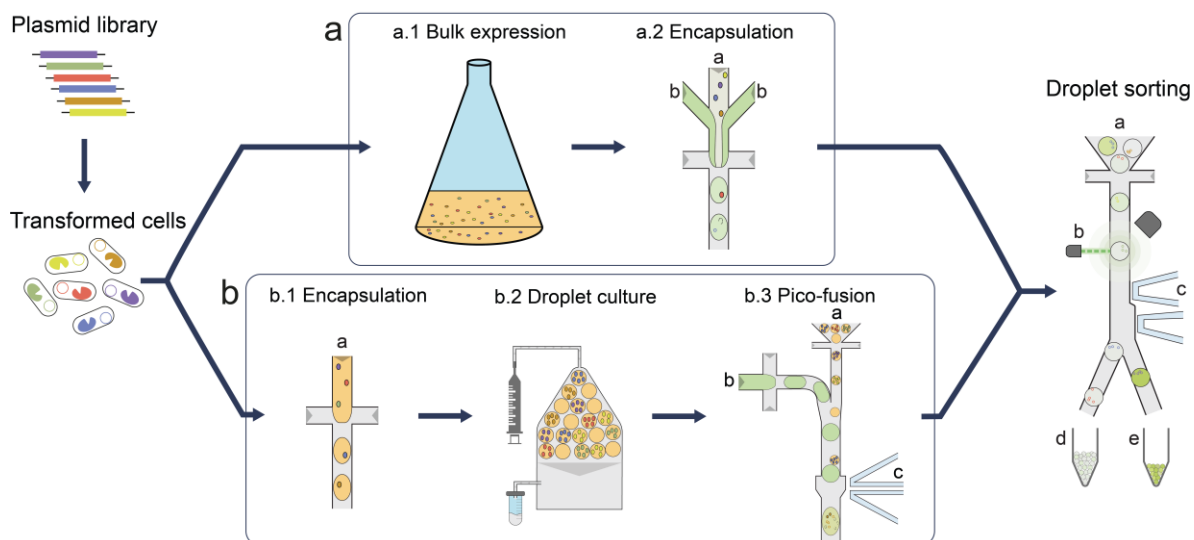 Plasmid library
Transformed cells
a
a.1 Bulk expression
a.2 Encapsulation
a
b
b
b
b.1 Encapsulation
a
b.2 Droplet culture
b.3 Pico-fusion
a
b
c
Droplet sorting
a
b
c
d
e